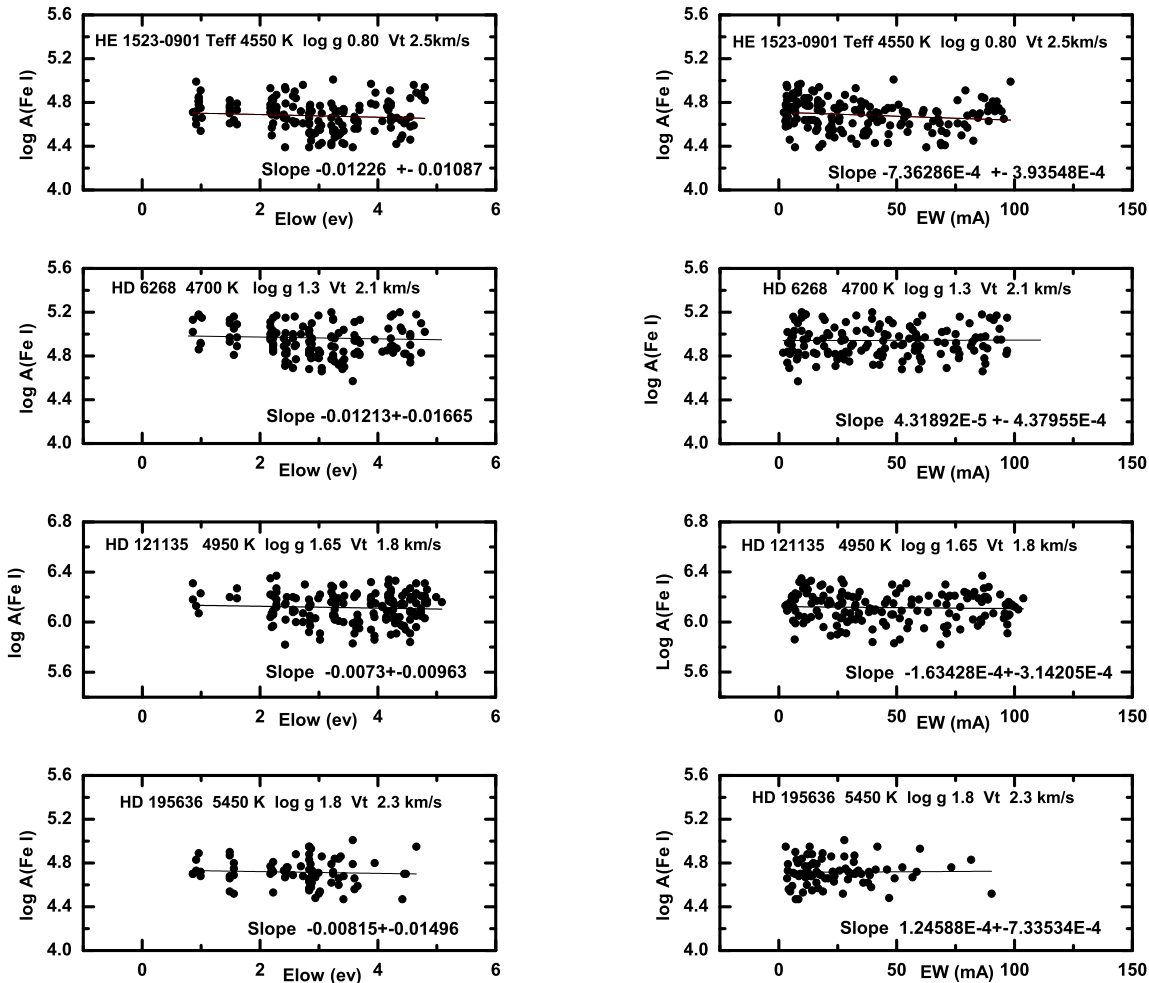 5.6
HE 1523-0901 Teff 4550 K log g 0.80 Vt 2.5km/s
5.2
4.8
4.4
4.0
log A(Fe I)
Slope -0.01226 +- 0.01087
0 2 4 6
Elow (ev)
5.6
HE 1523-0901 Teff 4550 K log g 0.80 Vt 2.5km/s
5.2
4.8
4.4
4.0
log A(Fe I)
Slope -7.36286E-4 +- 3.93548E-4
0 50 100 150
EW (mA)
5.6
HD 6268 4700 K log g 1.3 Vt 2.1 km/s
5.2
4.8
4.4
4.0
log A(Fe I)
Slope -0.01213+-0.01665
0 2 4 6
Elow (ev)
5.6
HD 6268 4700 K log g 1.3 Vt 2.1 km/s
5.2
4.8
4.4
4.0
log A(Fe I)
Slope 4.31892E-5 +- 4.37955E-4
0 50 100 150
EW (mA)
6.8
HD 121135 4950 K log g 1.65 Vt 1.8 km/s
6.4
6.0
5.6
log A(Fe I)
Slope -0.0073+-0.00963
0 2 4 6
Elow (ev)
6.8
HD 121135 4950 K log g 1.65 Vt 1.8 km/s
6.4
6.0
5.6
Log A(Fe I)
Slope -1.63428E-4+-3.14205E-4
0 50 100 150
EW (mA)
5.6
HD 195636 5450 K log g 1.8 Vt 2.3 km/s
5.2
4.8
4.4
4.0
log A(Fe I)
Slope -0.00815+-0.01496
0 2 4 6
Elow (ev)
5.6
HD 195636 5450 K log g 1.8 Vt 2.3 km/s
5.2
4.8
4.4
4.0
log A(Fe I)
Slope 1.24588E-4+-7.33534E-4
0 50 100 150
EW (mA)